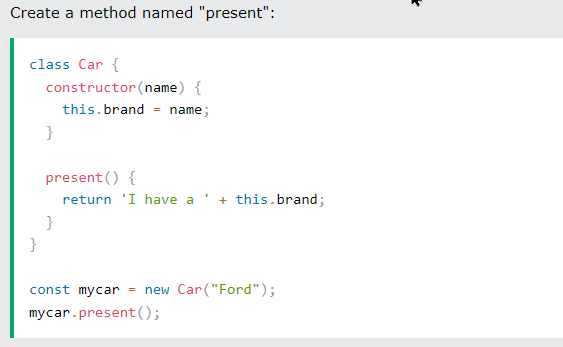 Create a method named "present":
class Car {
  constructor(name) {
    this.brand = name;
  }

  present() {
    return 'I have a ' + this.brand;
  }
}

const mycar = new Car("Ford");
mycar.present();